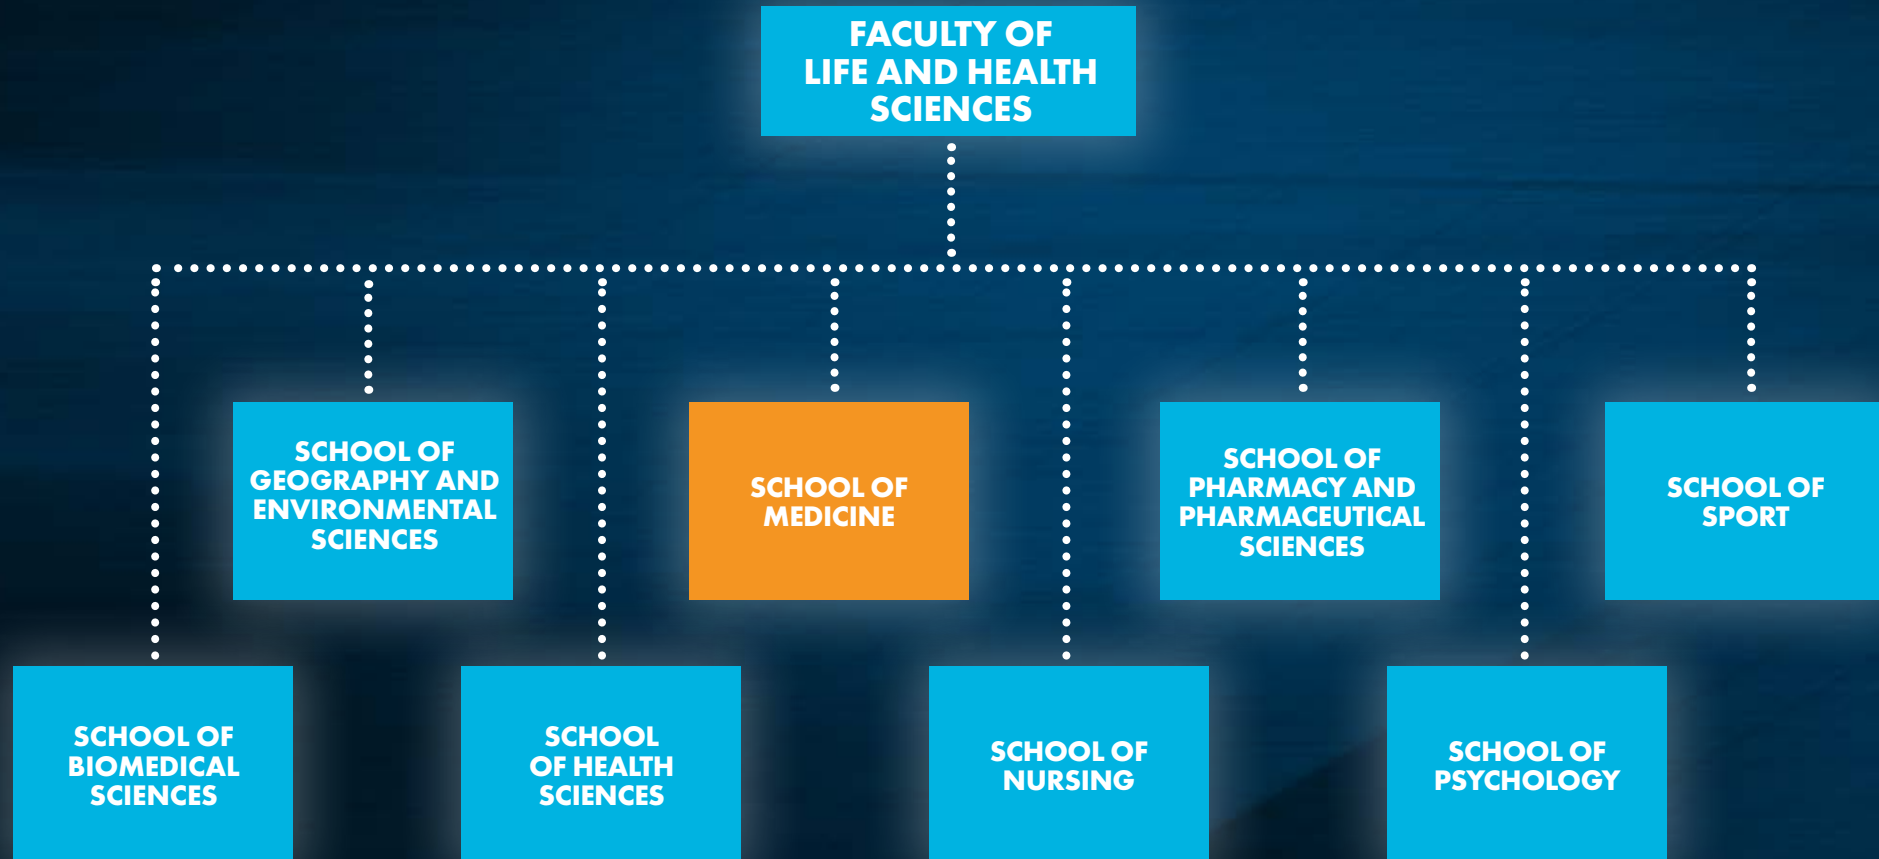 FACULTY OF
LIFE AND HEALTH
SCIENCES
SCHOOL OF
GEOGRAPHY AND
ENVIRONMENTAL
SCIENCES
SCHOOL OF
MEDICINE
SCHOOL OF
PHARMACY AND
PHARMACEUTICAL
SCIENCES
SCHOOL OF
SPORT
SCHOOL OF
BIOMEDICAL
SCIENCES
SCHOOL
OF HEALTH
SCIENCES
SCHOOL OF
NURSING
SCHOOL OF
PSYCHOLOGY